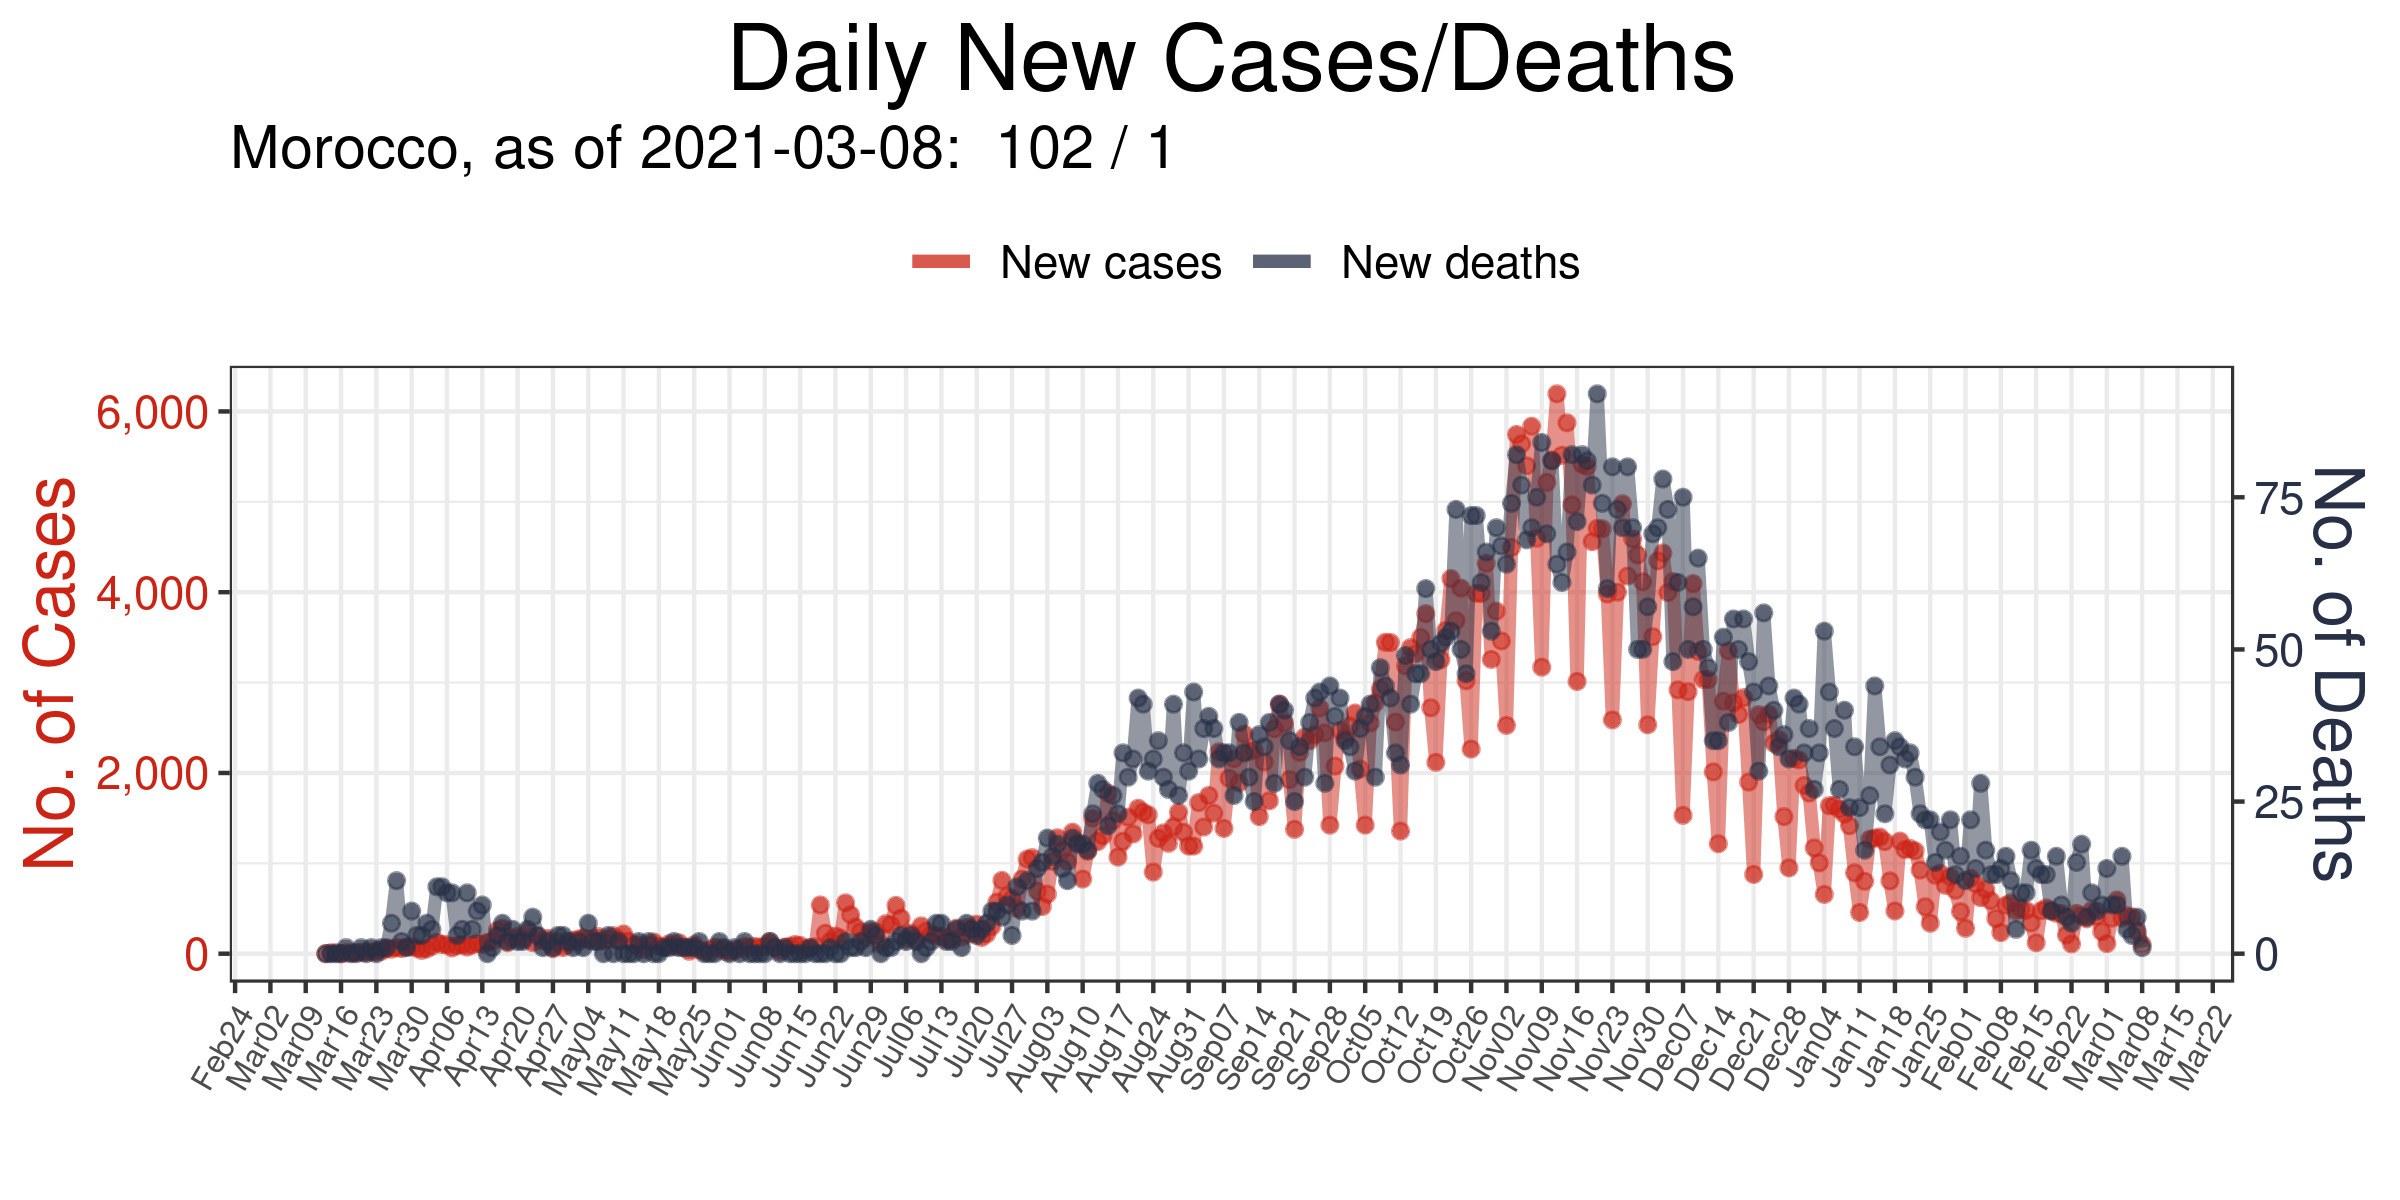 Daily New Cases/Deaths
Morocco, as of 2021-03-08: 102 / 1
New cases
New deaths
No. of Cases
6,000
4,000
2,000
0
75
50
25
0
No. of Deaths
Feb24
Mar02
Mar09
Mar16
Mar23
Mar30
Apr06
Apr13
Apr20
Apr27
May04
May11
May18
May25
Jun01
Jun08
Jun15
Jun22
Jun29
Jul06
Jul13
Jul20
Jul27
Aug03
Aug10
Aug17
Aug24
Aug31
Sep07
Sep14
Sep21
Sep28
Oct05
Oct12
Oct19
Oct26
Nov02
Nov09
Nov16
Nov23
Nov30
Dec07
Dec14
Dec21
Dec28
Jan04
Jan11
Jan18
Jan25
Feb01
Feb08
Feb15
Feb22
Mar01
Mar08
Mar15
Mar22